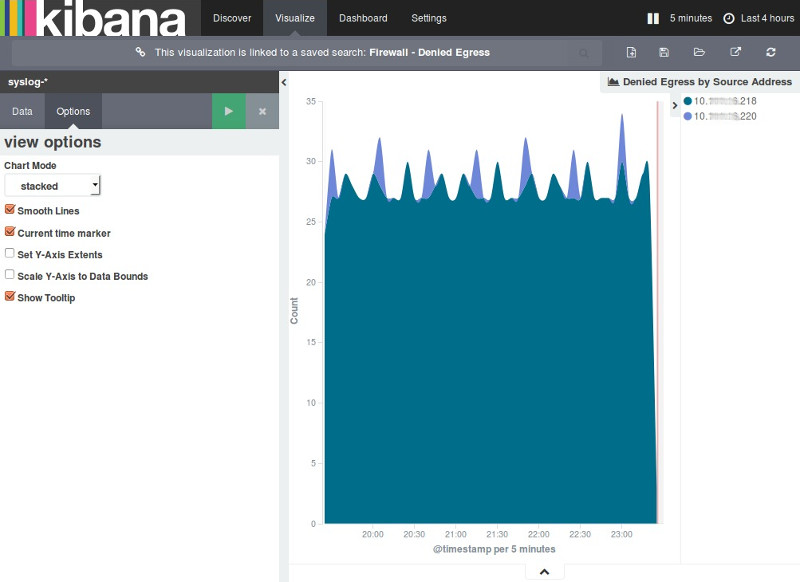 kibana
Discover Visualize Dashboard Settings
5 minutes Last 4 hours
This visualization is linked to a saved search: Firewall - Denied Egress
syslog-*
Data Options
view options
Chart Mode
stacked
Smooth Lines
Current time marker
Set Y-Axis Extents
Scale Y-Axis to Data Bounds
Show Tooltip
Denied Egress by Source Address
10. .218
10. .220
35
30
25
20
15
10
5
0
Count
20:00 20:30 21:00 21:30 22:00 22:30 23:00
@timestamp per 5 minutes